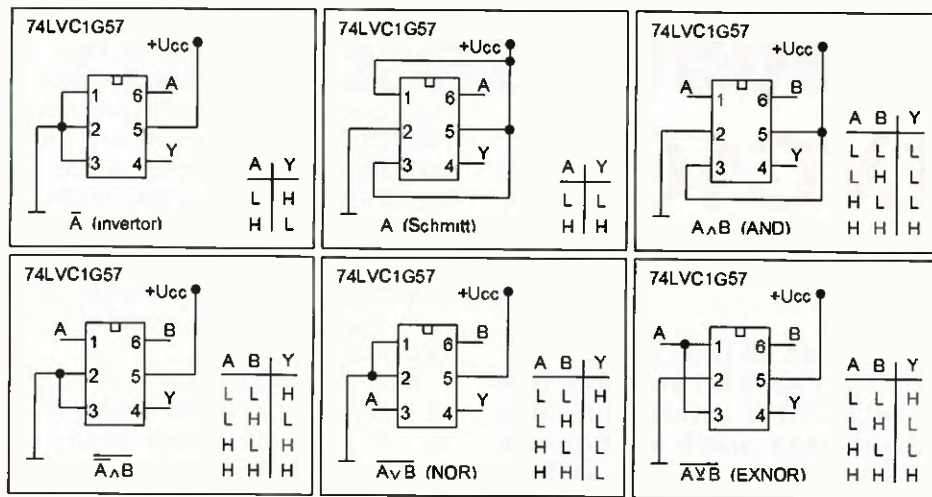 74LVC1G57
+Ucc
1 6 A
2 5
3 4 Y
A Y
L H
H L
A̅ (invertor)
74LVC1G57
+Ucc
1 6 A
2 5
3 4 Y
A Y
L L
H H
A (Schmitt)
74LVC1G57
+Ucc
A 1 6 B
2 5
3 4 Y
A B Y
L L L
L H L
H L L
H H H
A∧B (AND)
74LVC1G57
+Ucc
A 1 6 B
2 5
3 4 Y
A B Y
L L H
L H L
H L H
H H H
A̿∧̅B̅
74LVC1G57
+Ucc
1 6 B
2 5
A 3 4 Y
A B Y
L L H
L H L
H L L
H H L
A̅∨̅B̅ (NOR)
74LVC1G57
+Ucc
A 1 6 B
2 5
3 4 Y
A B Y
L L H
L H L
H L L
H H H
A̅⊻̅B̅ (EXNOR)